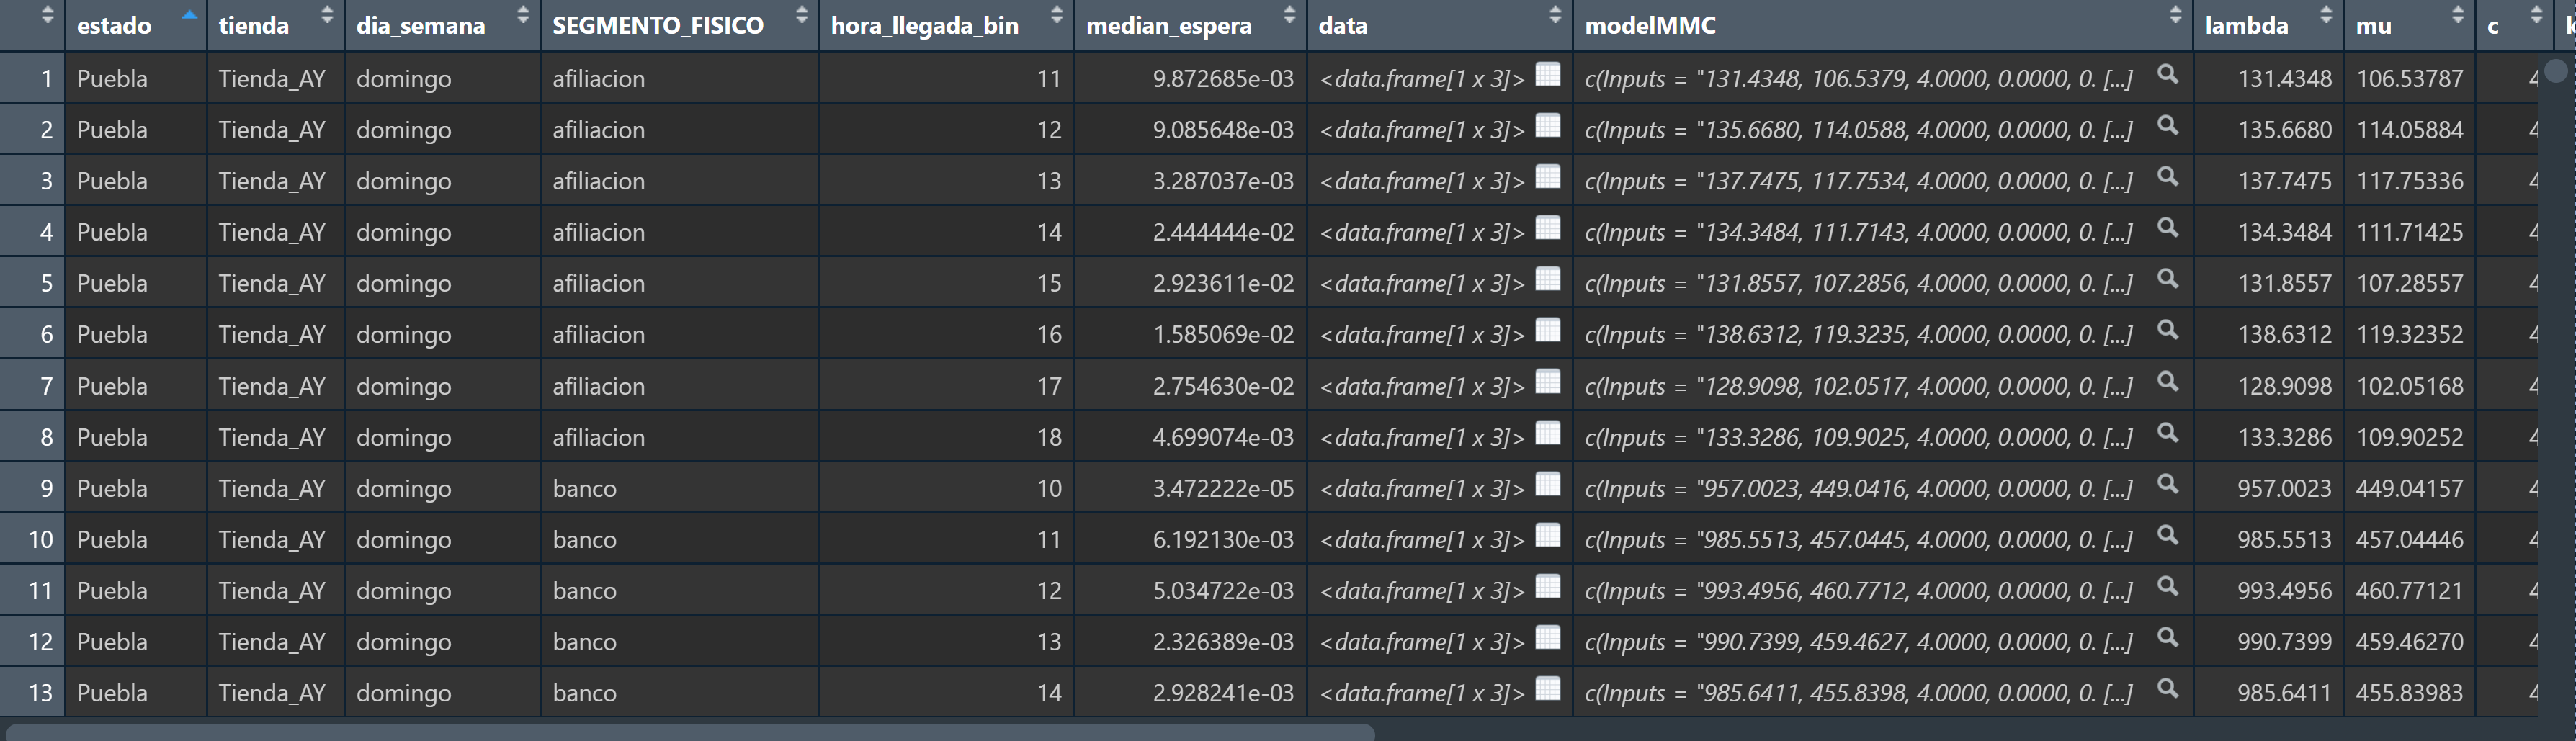 estado tienda dia_semana SEGMENTO_FISICO hora_llegada_bin median_espera data modelMMC lambda mu c
1 Puebla Tienda_AY domingo afiliacion 11 9.872685e-03 <data.frame[1 x 3]> c(Inputs = "131.4348, 106.5379, 4.0000, 0.0000, 0. [...] 131.4348 106.53787 4
2 Puebla Tienda_AY domingo afiliacion 12 9.085648e-03 <data.frame[1 x 3]> c(Inputs = "135.6680, 114.0588, 4.0000, 0.0000, 0. [...] 135.6680 114.05884 4
3 Puebla Tienda_AY domingo afiliacion 13 3.287037e-03 <data.frame[1 x 3]> c(Inputs = "137.7475, 117.7534, 4.0000, 0.0000, 0. [...] 137.7475 117.75336 4
4 Puebla Tienda_AY domingo afiliacion 14 2.444444e-02 <data.frame[1 x 3]> c(Inputs = "134.3484, 111.7143, 4.0000, 0.0000, 0. [...] 134.3484 111.71425 4
5 Puebla Tienda_AY domingo afiliacion 15 2.923611e-02 <data.frame[1 x 3]> c(Inputs = "131.8557, 107.2856, 4.0000, 0.0000, 0. [...] 131.8557 107.28557 4
6 Puebla Tienda_AY domingo afiliacion 16 1.585069e-02 <data.frame[1 x 3]> c(Inputs = "138.6312, 119.3235, 4.0000, 0.0000, 0. [...] 138.6312 119.32352 4
7 Puebla Tienda_AY domingo afiliacion 17 2.754630e-02 <data.frame[1 x 3]> c(Inputs = "128.9098, 102.0517, 4.0000, 0.0000, 0. [...] 128.9098 102.05168 4
8 Puebla Tienda_AY domingo afiliacion 18 4.699074e-03 <data.frame[1 x 3]> c(Inputs = "133.3286, 109.9025, 4.0000, 0.0000, 0. [...] 133.3286 109.90252 4
9 Puebla Tienda_AY domingo banco 10 3.472222e-05 <data.frame[1 x 3]> c(Inputs = "957.0023, 449.0416, 4.0000, 0.0000, 0. [...] 957.0023 449.04157 4
10 Puebla Tienda_AY domingo banco 11 6.192130e-03 <data.frame[1 x 3]> c(Inputs = "985.5513, 457.0445, 4.0000, 0.0000, 0. [...] 985.5513 457.04446 4
11 Puebla Tienda_AY domingo banco 12 5.034722e-03 <data.frame[1 x 3]> c(Inputs = "993.4956, 460.7712, 4.0000, 0.0000, 0. [...] 993.4956 460.77121 4
12 Puebla Tienda_AY domingo banco 13 2.326389e-03 <data.frame[1 x 3]> c(Inputs = "990.7399, 459.4627, 4.0000, 0.0000, 0. [...] 990.7399 459.46270 4
13 Puebla Tienda_AY domingo banco 14 2.928241e-03 <data.frame[1 x 3]> c(Inputs = "985.6411, 455.8398, 4.0000, 0.0000, 0. [...] 985.6411 455.83983 4